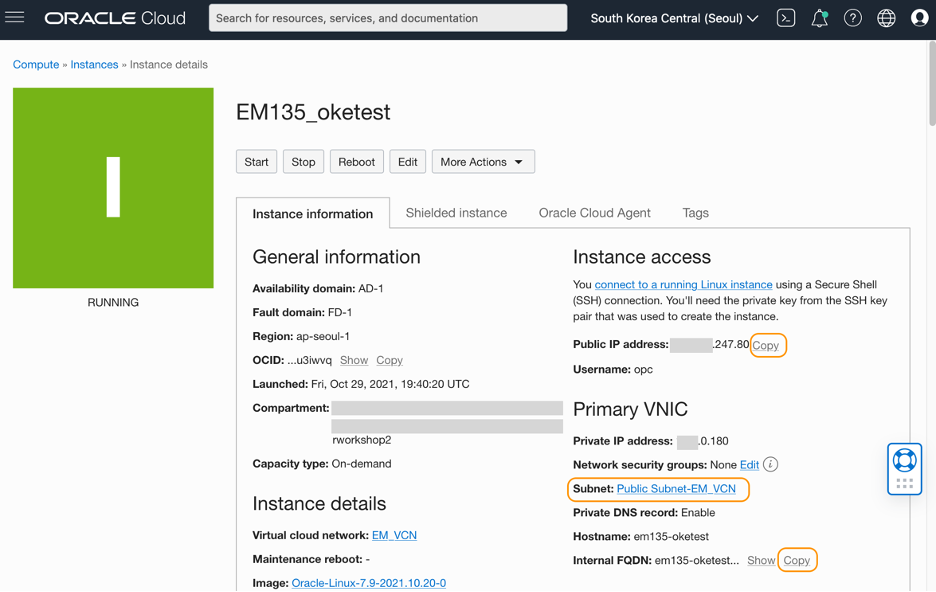 ORACLE Cloud
Search for resources, services, and documentation
South Korea Central (Seoul)
Compute » Instances » Instance details
RUNNING
EM135_oketest
Start Stop Reboot Edit More Actions
Instance information Shielded instance Oracle Cloud Agent Tags
General information
Availability domain: AD-1
Fault domain: FD-1
Region: ap-seoul-1
OCID: ...u3iwvq Show Copy
Launched: Fri, Oct 29, 2021, 19:40:20 UTC
Compartment:
rworkshop2
Capacity type: On-demand
Instance details
Virtual cloud network: EM_VCN
Maintenance reboot: -
Image: Oracle-Linux-7.9-2021.10.20-0
Instance access
You connect to a running Linux instance using a Secure Shell
(SSH) connection. You'll need the private key from the SSH key
pair that was used to create the instance.
Public IP address: .247.80 Copy
Username: opc
Primary VNIC
Private IP address: .0.180
Network security groups: None Edit i
Subnet: Public Subnet-EM_VCN
Private DNS record: Enable
Hostname: em135-oketest
Internal FQDN: em135-oketest... Show Copy